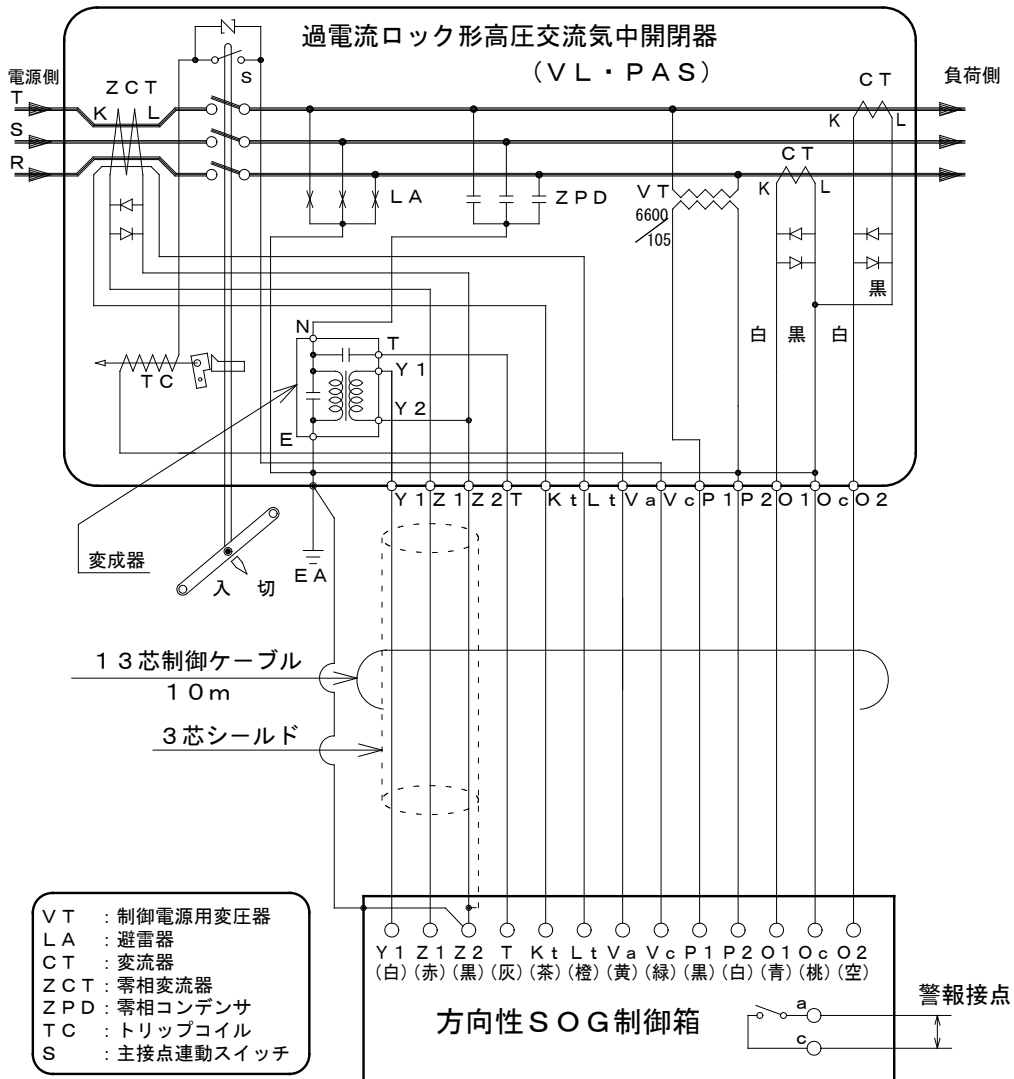 過電流ロック形高圧交流気中開閉器
（ＶＬ・ＰＡＳ）
電源側
負荷側
Ｔ
Ｓ
Ｒ
ＺＣＴ
Ｋ
Ｌ
Ｓ
ＣＴ
Ｋ
Ｌ
ＣＴ
Ｋ
Ｌ
ＬＡ
ＺＰＤ
ＶＴ
6600/105
黒
白
黒
白
ＴＣ
Ｎ
Ｔ
Ｙ１
Ｙ２
Ｅ
Ｙ１ Ｚ１ Ｚ２ Ｔ Ｋｔ Ｌｔ Ｖａ Ｖｃ Ｐ１ Ｐ２ Ｏ１ Ｏｃ Ｏ２
変成器
ＥＡ
入 切
１３芯制御ケーブル
１０ｍ
３芯シールド
ＶＴ：制御電源用変圧器
ＬＡ：避雷器
ＣＴ：変流器
ＺＣＴ：零相変流器
ＺＰＤ：零相コンデンサ
ＴＣ：トリップコイル
Ｓ：主接点連動スイッチ
Ｙ１ Ｚ１ Ｚ２ Ｔ Ｋｔ Ｌｔ Ｖａ Ｖｃ Ｐ１ Ｐ２ Ｏ１ Ｏｃ Ｏ２
(白) (赤) (黒) (灰) (茶) (橙) (黄) (緑) (黒) (白) (青) (桃) (空)
方向性ＳＯＧ制御箱
ａ
ｃ
警報接点